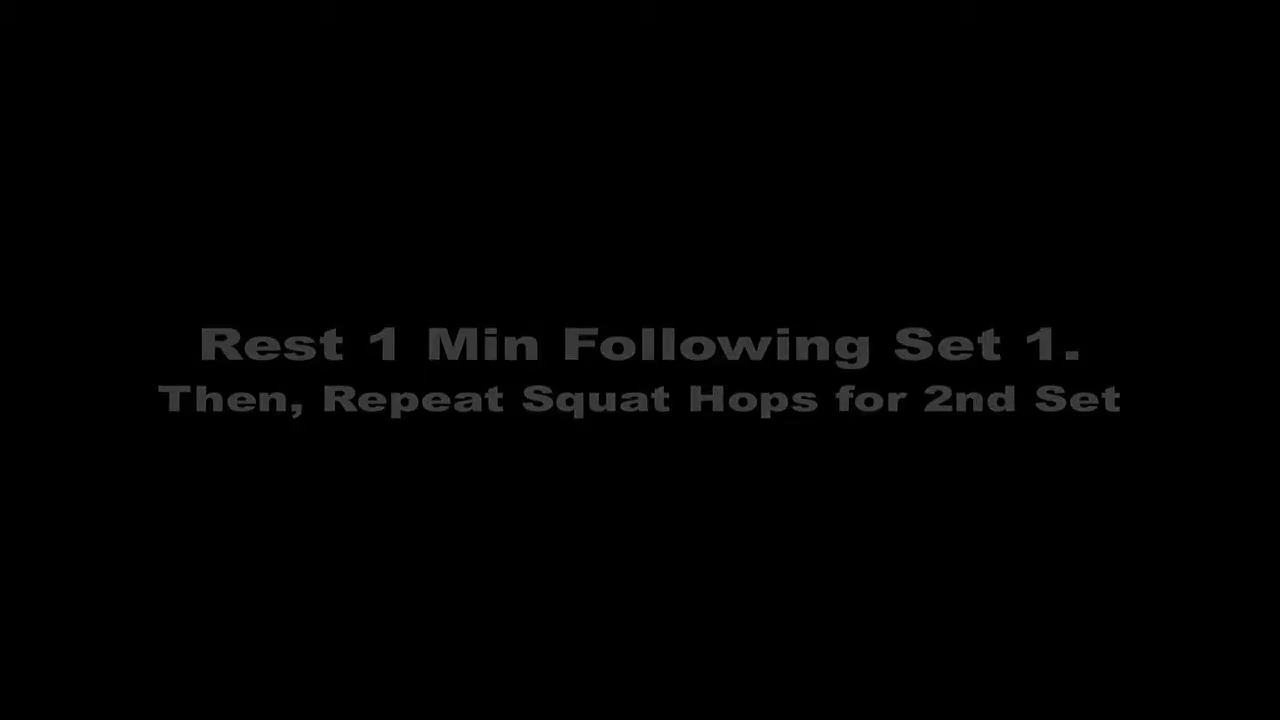 Rest 1 Min Following Set 1.
Then, Repeat Squat Hops for 2nd Set